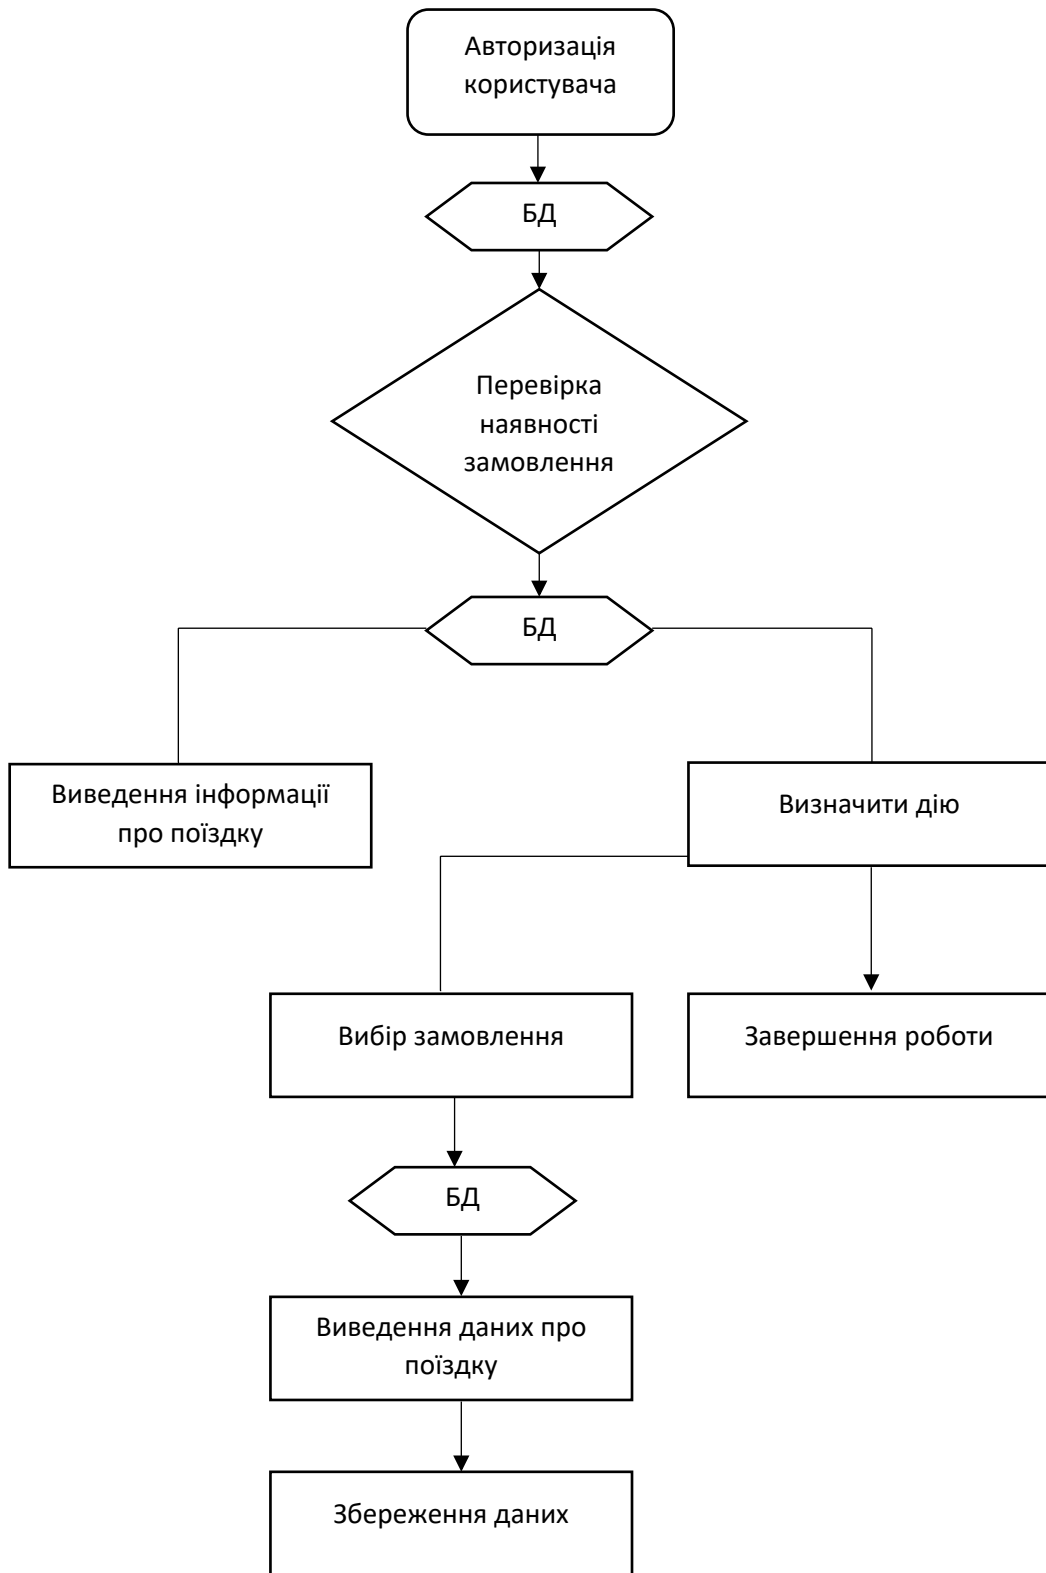 Авторизація
користувача
БД
Перевірка
наявності
замовлення
БД
Виведення інформації
про поїздку
Визначити дію
Вибір замовлення
Завершення роботи
БД
Виведення даних про
поїздку
Збереження даних